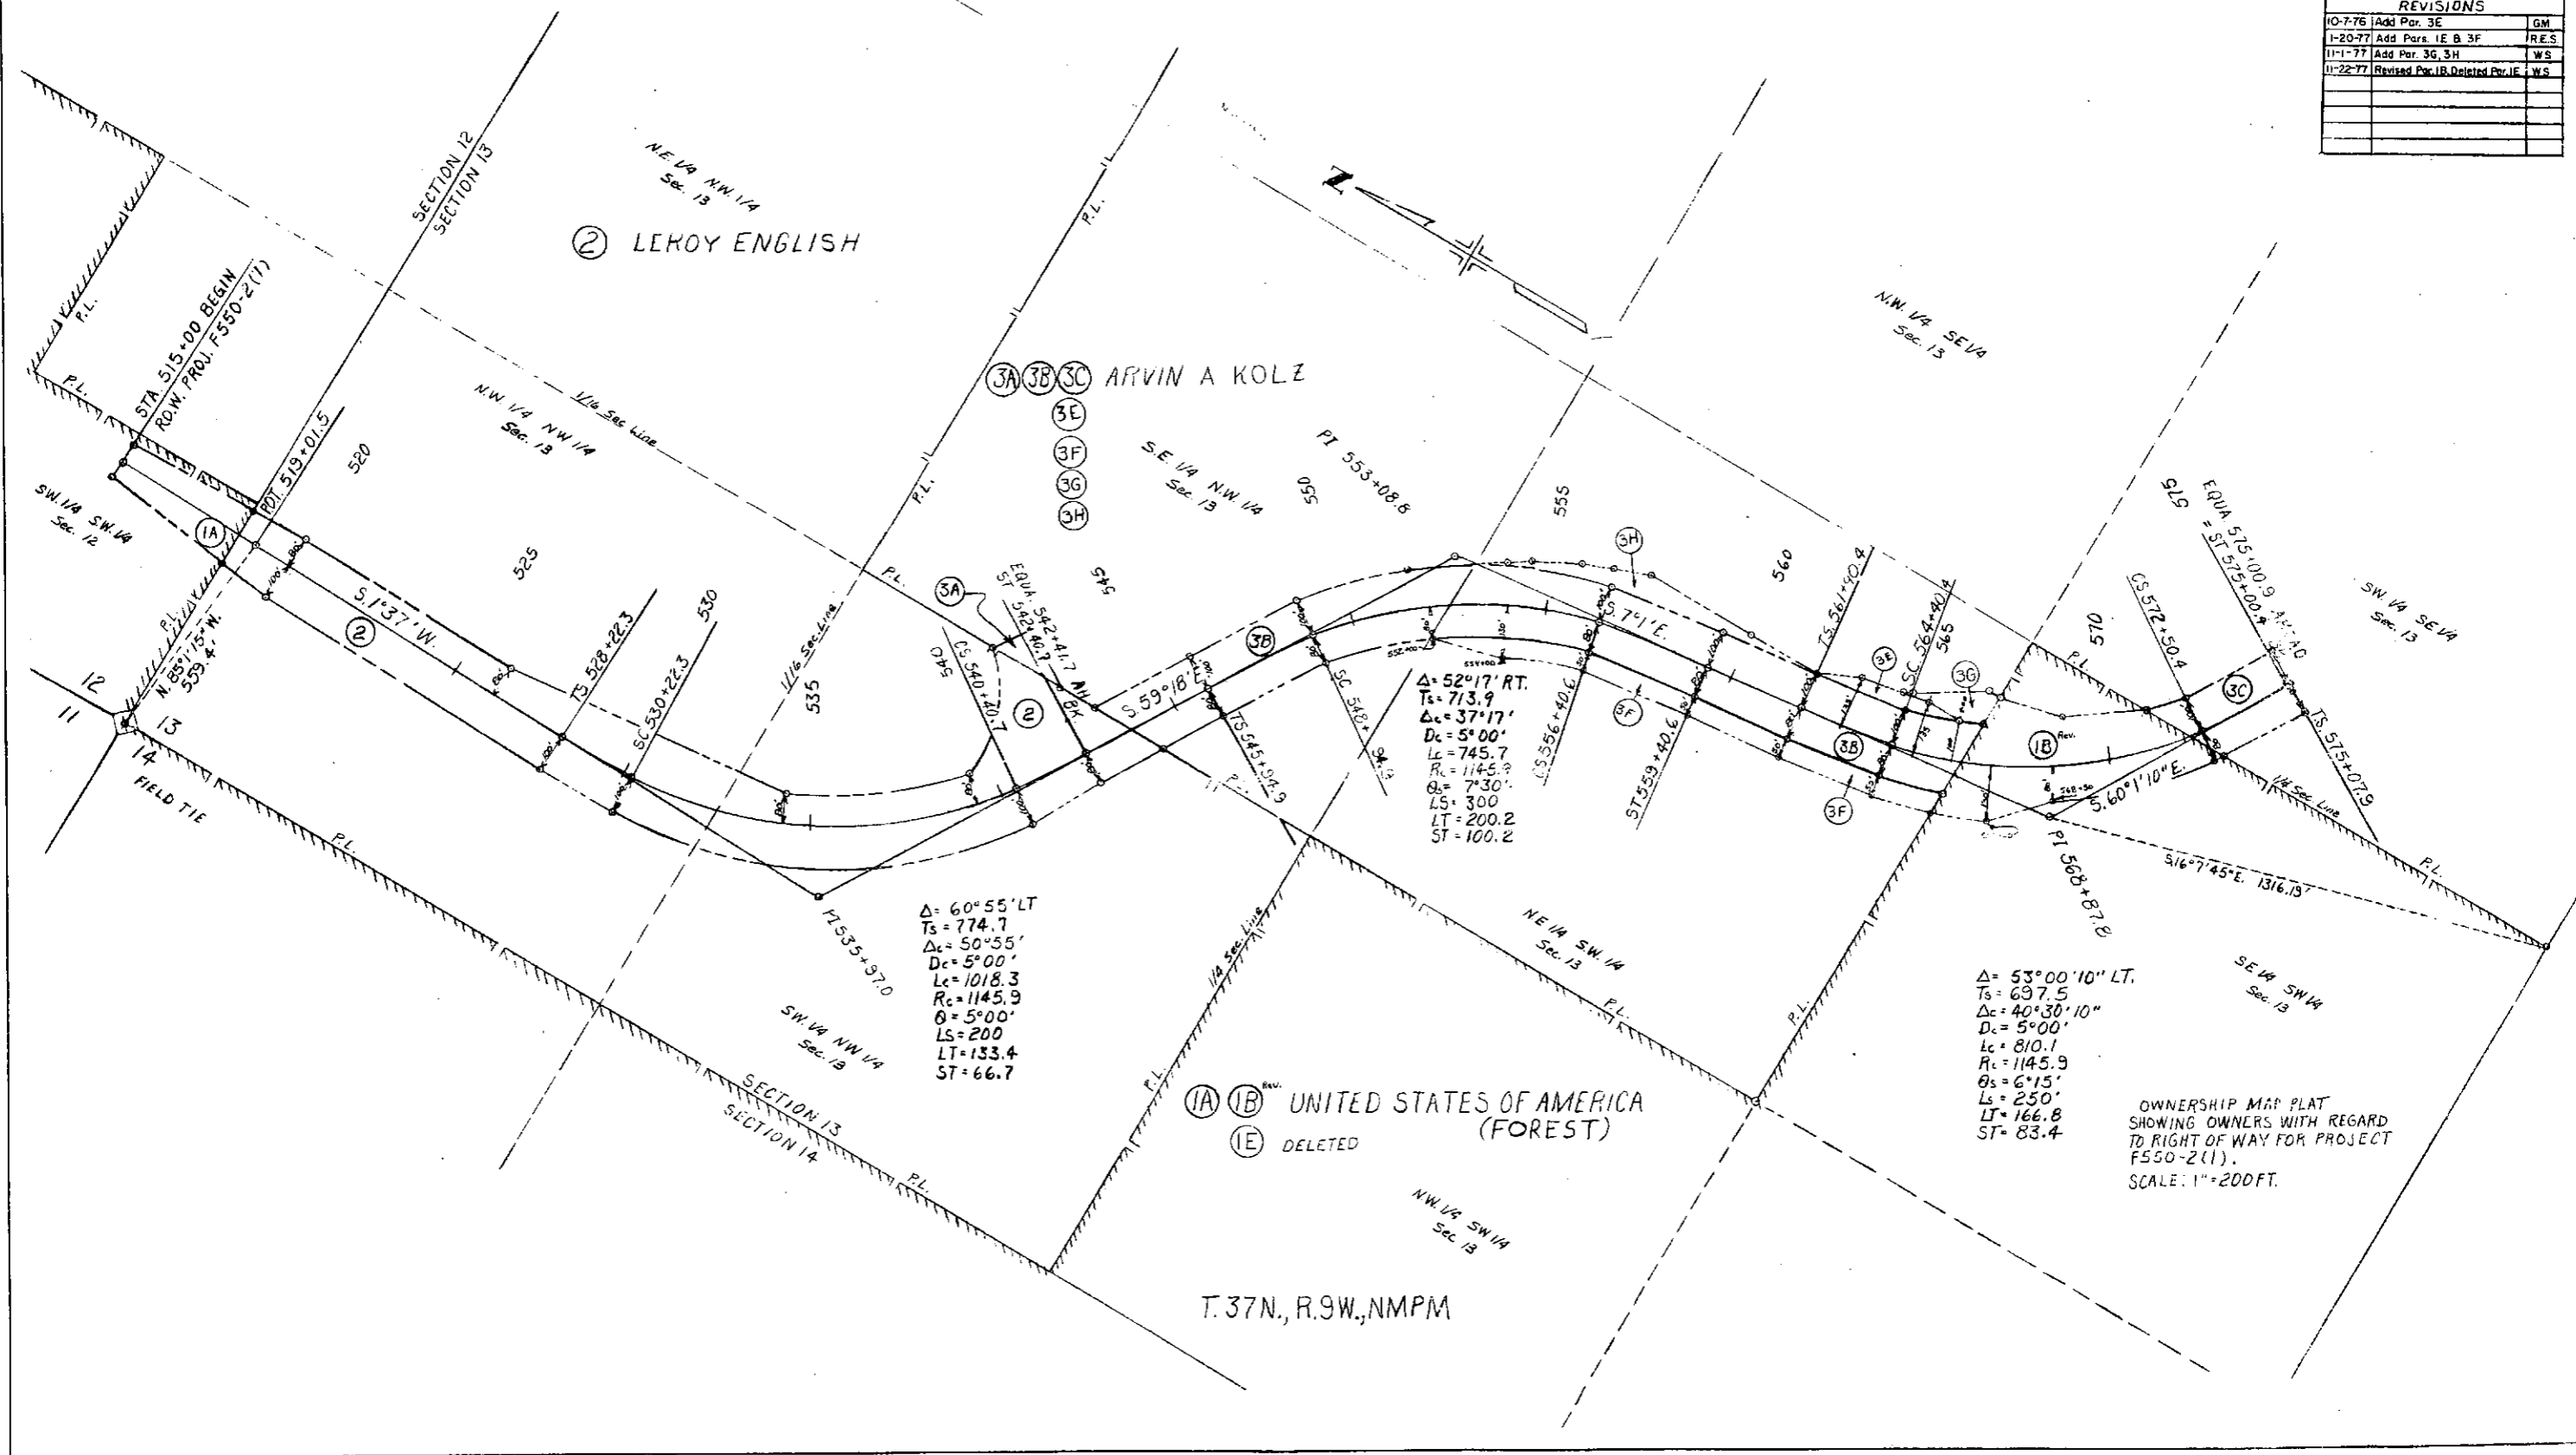 REVISIONS
10-7-76 Add Par. 3E GM
1-20-77 Add Pars. 1E & 3F R.E.S.
11-1-77 Add Par. 3G, 3H WS
11-22-77 Revised Par. 1B, Deleted Par. 1E WS
SECTION 12
SECTION 13
N.E. 1/4 N.W. 1/4
Sec. 13
2 LEROY ENGLISH
P.L.
STA. 515+00 BEGIN
R.O.W. PROJ. F550-2(1)
P.L.
POT. 519+01.5
520
N.W. 1/4 NW 1/4
Sec. 13
1/16 Sec Line
P.L.
P.L.
Z
N.W. 1/4 SE 1/4
Sec. 13
3A 3B 3C ARVIN A KOLZ
3E
3F
3G
3H
S.E. 1/4 N.W. 1/4
Sec. 13
PI 553+08.8
550
555
545
SW. 1/4 SW. 1/4
Sec. 12
1A
525
S. 1°37' W.
2
P.L.
N. 85°1'15" W.
559.4'
12
11
13
14
FIELD TIE
P.L.
TS 528+22.3
530
SC 530+22.3
1/16 Sec. Line
535
P.L.
3A
EQUA. 542+41.7 AH
ST 542+40.7 BK
540
CS 540+40.7
2
S. 59°18' E.
3B
TS 545+94.9
SC 548+94.9
P.L.
3H
S. 7°1' E.
CS 556+40.6
ST 559+40.6
3F
560
TS. 561+90.4
3E
SC. 564+40.4
565
3G
3B
3F
1B Rev.
570
P.L.
CS 572+50.4
575
EQUA. 575+00.9
= ST 575+00.4
3C
TS. 575+07.9
SW. 1/4 SE 1/4
Sec. 13
S. 60°1'10" E.
1/4 Sec. Line
P.L.
PI 568+87.8
S. 16°7'45" E. 1316.19'
Δ= 52°17' RT.
Ts= 713.9
Δc= 37°17'
Dc= 5°00'
Lc= 745.7
Rc= 1145.9
Θs= 7°30'
LS= 300
LT= 200.2
ST= 100.2
PI 535+97.0
Δ= 60°55' LT
Ts= 774.7
Δc= 50°55'
Dc= 5°00'
Lc= 1018.3
Rc= 1145.9
Θ= 5°00'
LS= 200
LT= 133.4
ST= 66.7
SW. 1/4 NW 1/4
Sec. 13
1/4 Sec. Line
P.L.
NE 1/4 SW. 1/4
Sec. 13
P.L.
P.L.
SE 1/4 SW 1/4
Sec. 13
Δ= 53°00'10" LT.
Ts= 697.5
Δc= 40°30'10"
Dc= 5°00'
Lc= 810.1
Rc= 1145.9
Θs= 6°15'
Ls= 250'
LT= 166.8
ST= 83.4
SECTION 13
SECTION 14
P.L.
1A 1B Rev. UNITED STATES OF AMERICA
(FOREST)
1E DELETED
NW. 1/4 SW 1/4
Sec. 13
OWNERSHIP MAP PLAT
SHOWING OWNERS WITH REGARD
TO RIGHT OF WAY FOR PROJECT
F550-2(1).
SCALE: 1"=200FT.
T. 37N., R.9W., NMPM